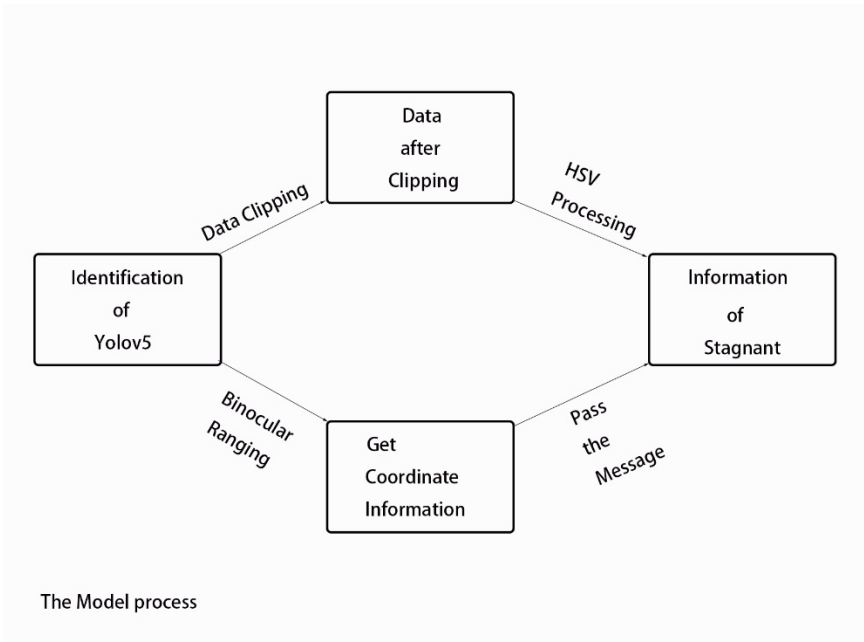 Data
after
Clipping
Data Clipping
HSV
Processing
Identification
of
Yolov5
Information
of
Stagnant
Binocular
Ranging
Get
Coordinate
Information
Pass
the
Message
The Model process